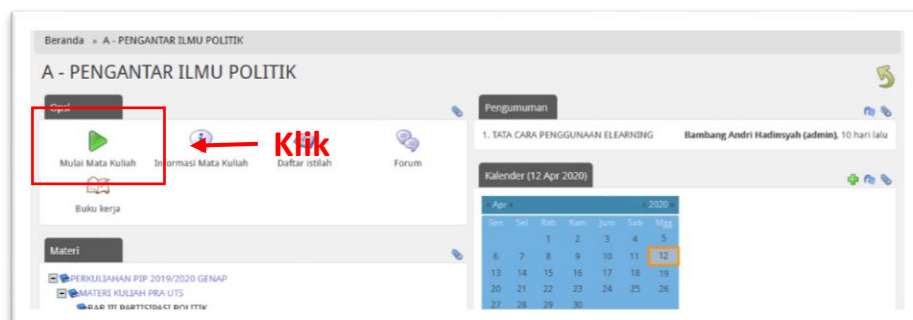 Beranda » A - PENGANTAR ILMU POLITIK
A - PENGANTAR ILMU POLITIK
Opsi
Mulai Mata Kuliah
Informasi Mata Kuliah
Daftar istilah
Forum
Buku kerja
Klik
Materi
PERKULIAHAN PIP 2019/2020 GENAP
MATERI KULIAH PRA UTS
BAB III PARTISIPASI POLITIK
Pengumuman
1. TATA CARA PENGGUNAAN ELEARNING Bambang Andri Hadinsyah (admin), 10 hari lalu
Kalender (12 Apr 2020)
« Apr » « 2020 »
Sen Sel Rab Kam Jum Sab Mgg
1 2 3 4 5
6 7 8 9 10 11 12
13 14 15 16 17 18 19
20 21 22 23 24 25 26
27 28 29 30